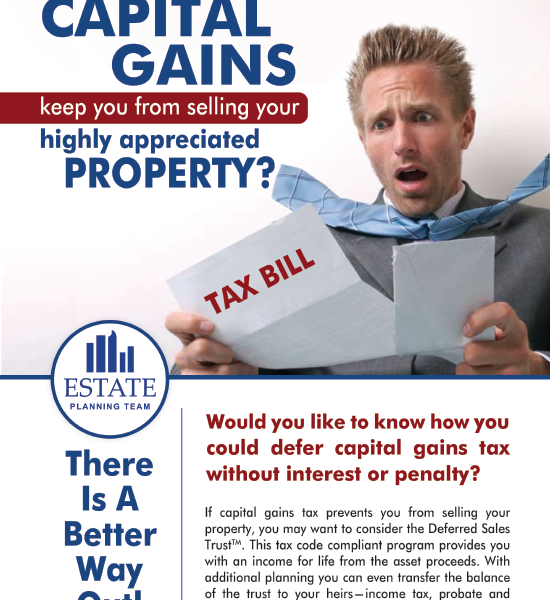 CAPITAL
GAINS
keep you from selling your
highly appreciated
PROPERTY?
TAX BILL
ESTATE
PLANNING TEAM
There
Is A
Better
Way
Out!
Would you like to know how you
could defer capital gains tax
without interest or penalty?
If capital gains tax prevents you from selling your
property, you may want to consider the Deferred Sales
Trust™. This tax code compliant program provides you
with an income for life from the asset proceeds. With
additional planning you can even transfer the balance
of the trust to your heirs—income tax, probate and